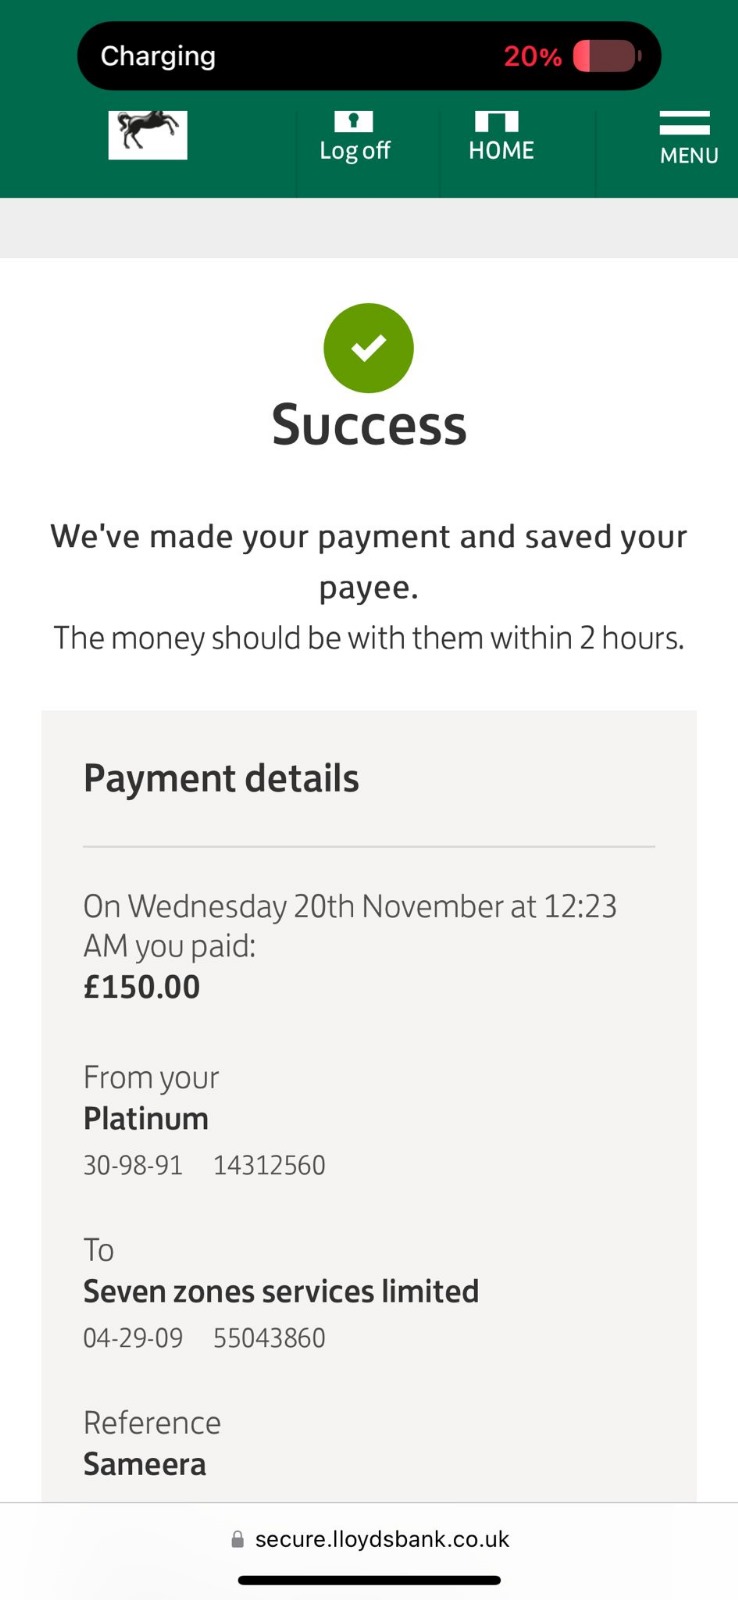 Charging 20%
Log off
HOME
MENU
Success
We've made your payment and saved your
payee.
The money should be with them within 2 hours.
Payment details
On Wednesday 20th November at 12:23
AM you paid:
£150.00
From your
Platinum
30-98-91 14312560
To
Seven zones services limited
04-29-09 55043860
Reference
Sameera
secure.lloydsbank.co.uk